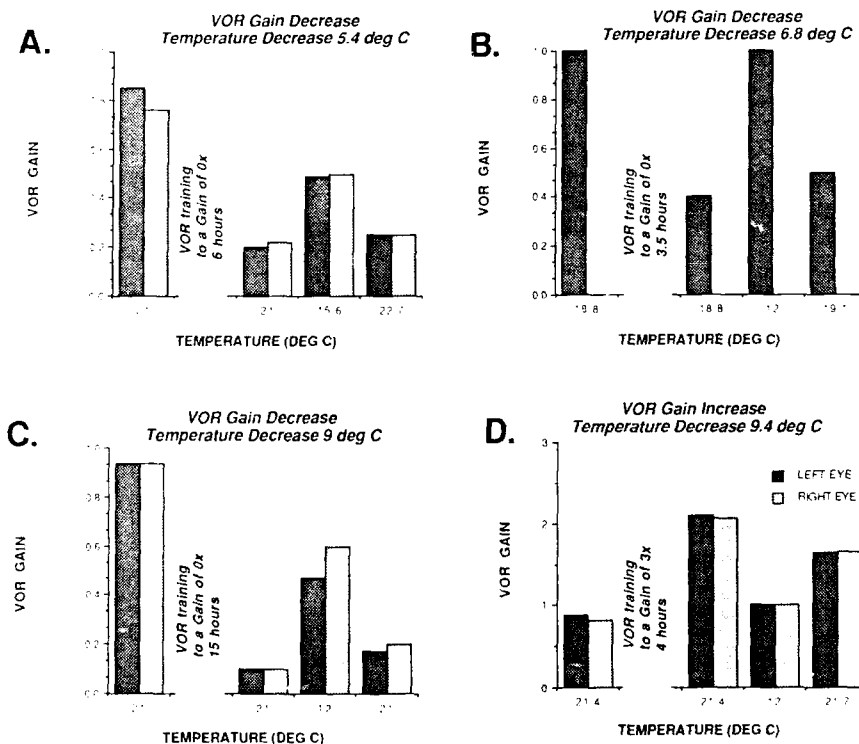 A.
VOR Gain Decrease
Temperature Decrease 5.4 deg C
VOR GAIN
VOR training
to a Gain of 0x
6 hours
21
15.6
TEMPERATURE (DEG C)
B.
VOR Gain Decrease
Temperature Decrease 6.8 deg C
VOR GAIN
1.0
0.8
0.6
0.4
0.2
0.0
VOR training
to a Gain of 0x
3.5 hours
18.8
18.8
12
TEMPERATURE (DEG C)
C.
VOR Gain Decrease
Temperature Decrease 9 deg C
VOR GAIN
VOR training
to a Gain of 0x
15 hours
21
21
12
21
TEMPERATURE (DEG C)
D.
VOR Gain Increase
Temperature Decrease 9.4 deg C
VOR GAIN
3
2
1
0
LEFT EYE
RIGHT EYE
VOR training
to a Gain of 3x
4 hours
21.4
21.4
12
TEMPERATURE (DEG C)